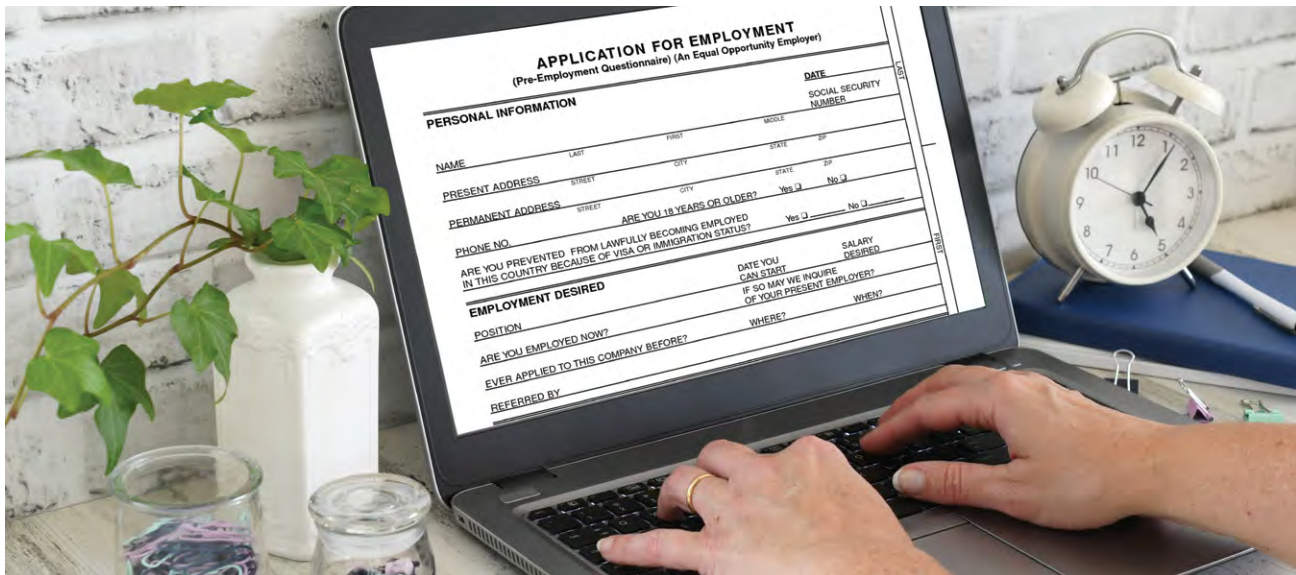 APPLICATION FOR EMPLOYMENT
(Pre-Employment Questionnaire) (An Equal Opportunity Employer)
PERSONAL INFORMATION
DATE
SOCIAL SECURITY
NUMBER
NAME
LAST FIRST MIDDLE
PRESENT ADDRESS
STREET CITY STATE ZIP
PERMANENT ADDRESS
STREET CITY STATE ZIP
PHONE NO. ARE YOU 18 YEARS OR OLDER? Yes ❑ No ❑
ARE YOU PREVENTED FROM LAWFULLY BECOMING EMPLOYED
IN THIS COUNTRY BECAUSE OF VISA OR IMMIGRATION STATUS? Yes ❑ No ❑
EMPLOYMENT DESIRED
POSITION
DATE YOU
CAN START
SALARY
DESIRED
ARE YOU EMPLOYED NOW?
IF SO MAY WE INQUIRE
OF YOUR PRESENT EMPLOYER?
EVER APPLIED TO THIS COMPANY BEFORE? WHERE? WHEN?
REFERRED BY
LAST
FIRST
12
1
2
3
4
5
6
7
8
9
10
11